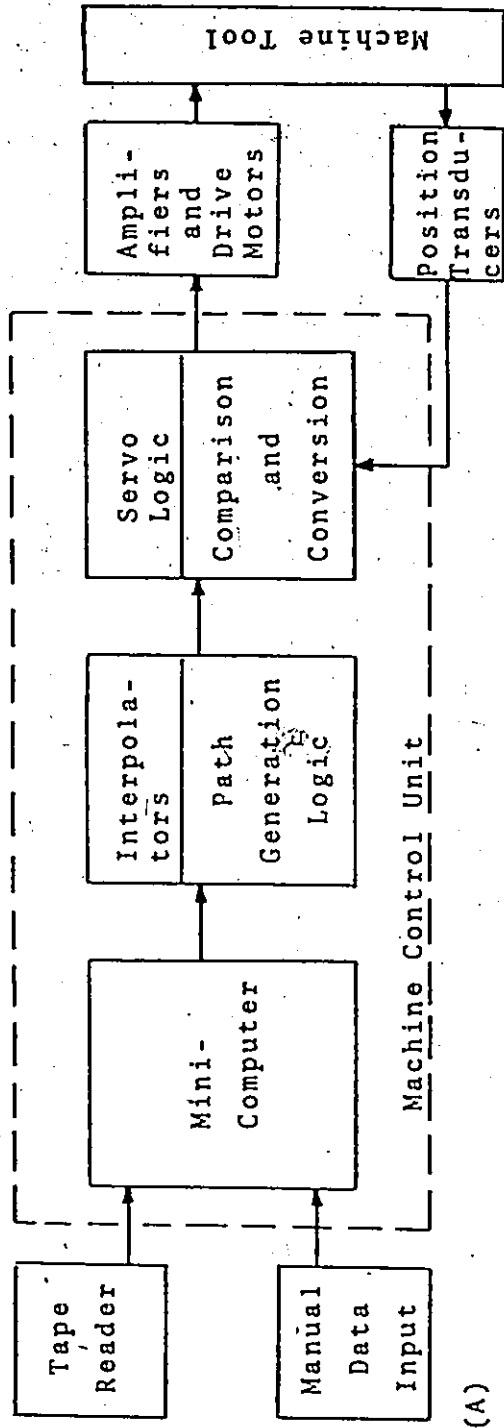 Tape
Reader
Manual
Data
Input
Mini-
Computer
Interpola-
tors
Path
Generation
Logic
Servo
Logic
Comparison
and
Conversion
Machine Control Unit
Ampli-
fiers
and
Drive
Motors
Position
Transdu-
cers
Machine Tool
(A)